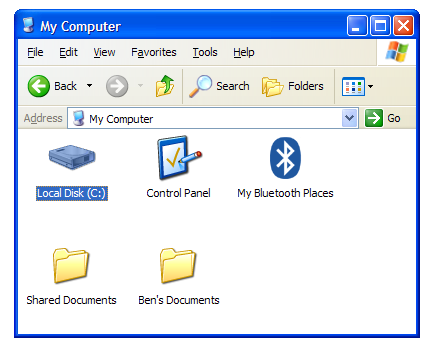 My Computer
File Edit View Favorites Tools Help
Back Search Folders
Address My Computer Go
Local Disk (C:) Control Panel My Bluetooth Places
Shared Documents Ben's Documents